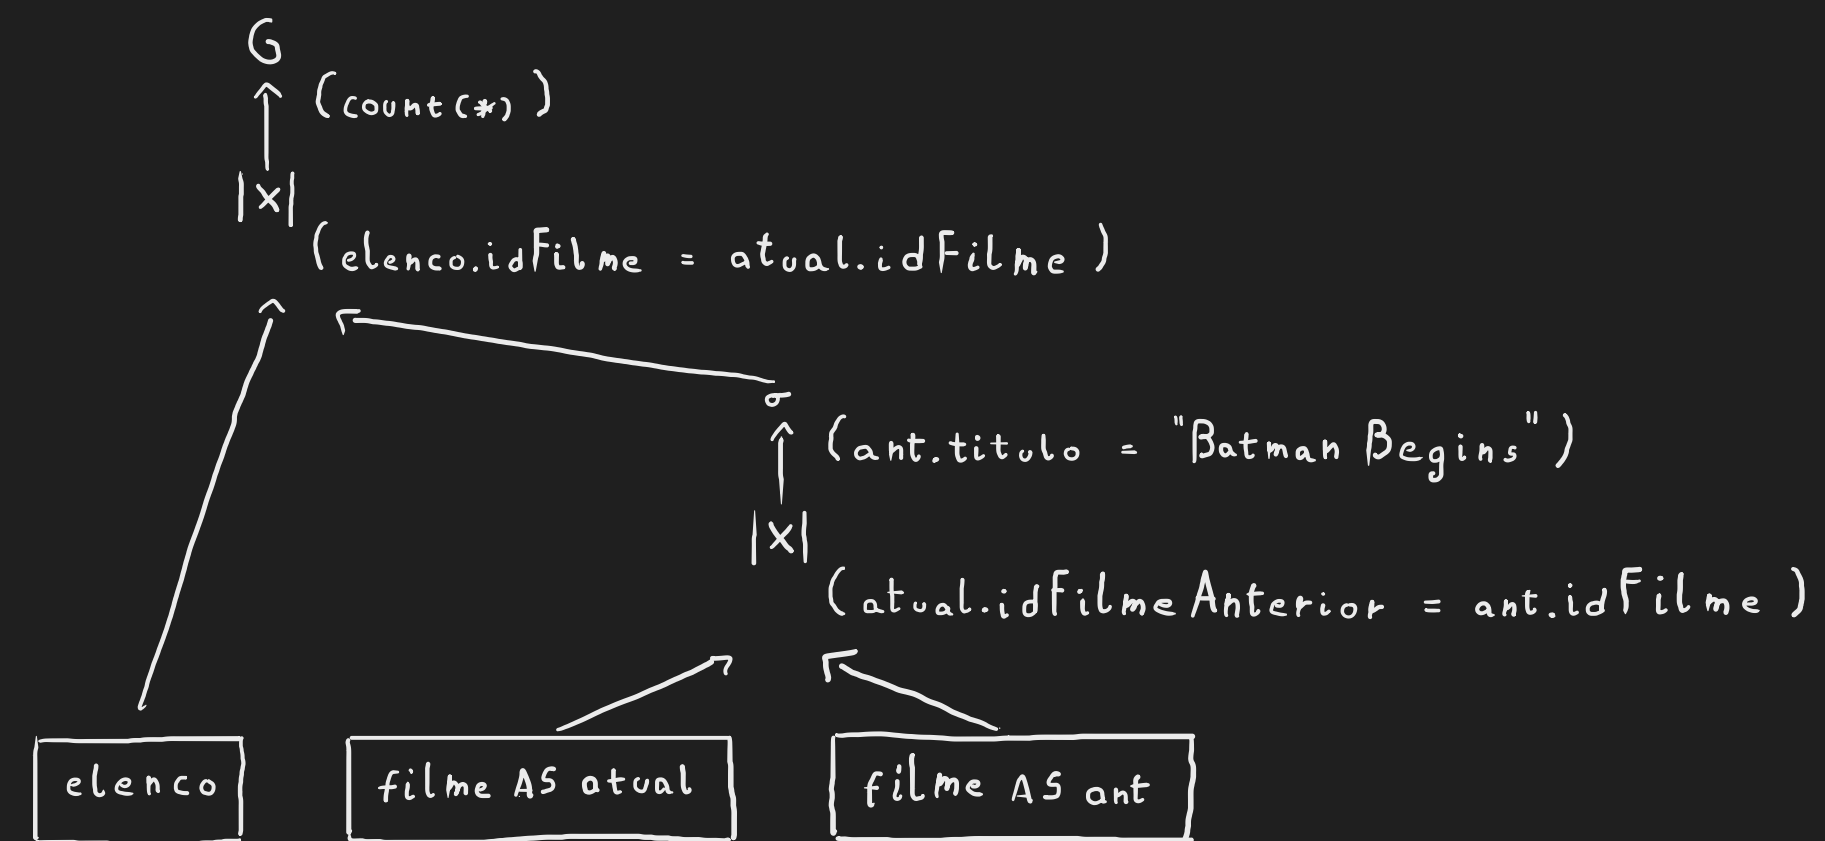 G
(count(*))
|X|
(elenco.idFilme = atual.idFilme)
σ
(ant.titulo = "Batman Begins")
|X|
(atual.idFilmeAnterior = ant.idFilme)
elenco
filme AS atual
filme AS ant